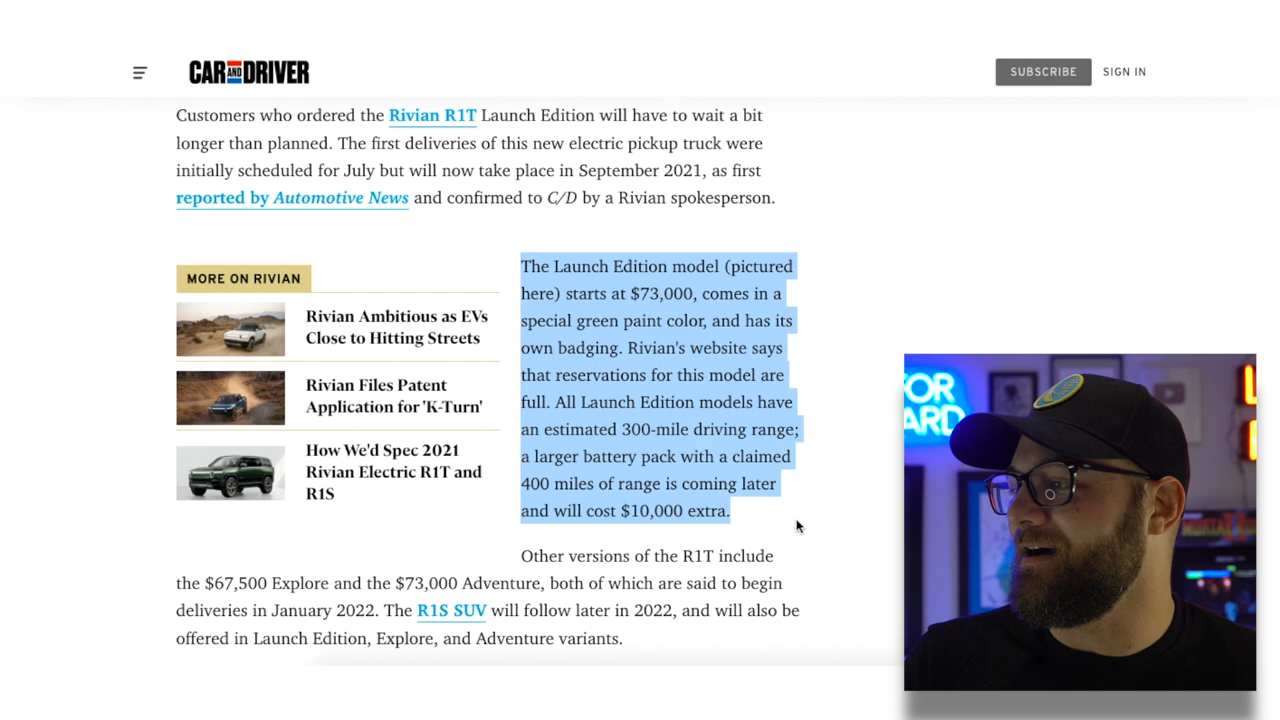 CAR AND DRIVER
SUBSCRIBE
SIGN IN
Customers who ordered the Rivian R1T Launch Edition will have to wait a bit
longer than planned. The first deliveries of this new electric pickup truck were
initially scheduled for July but will now take place in September 2021, as first
reported by Automotive News and confirmed to C/D by a Rivian spokesperson.
MORE ON RIVIAN
Rivian Ambitious as EVs
Close to Hitting Streets
Rivian Files Patent
Application for 'K-Turn'
How We'd Spec 2021
Rivian Electric R1T and
R1S
The Launch Edition model (pictured
here) starts at $73,000, comes in a
special green paint color, and has its
own badging. Rivian's website says
that reservations for this model are
full. All Launch Edition models have
an estimated 300-mile driving range;
a larger battery pack with a claimed
400 miles of range is coming later
and will cost $10,000 extra.
Other versions of the R1T include
the $67,500 Explore and the $73,000 Adventure, both of which are said to begin
deliveries in January 2022. The R1S SUV will follow later in 2022, and will also be
offered in Launch Edition, Explore, and Adventure variants.